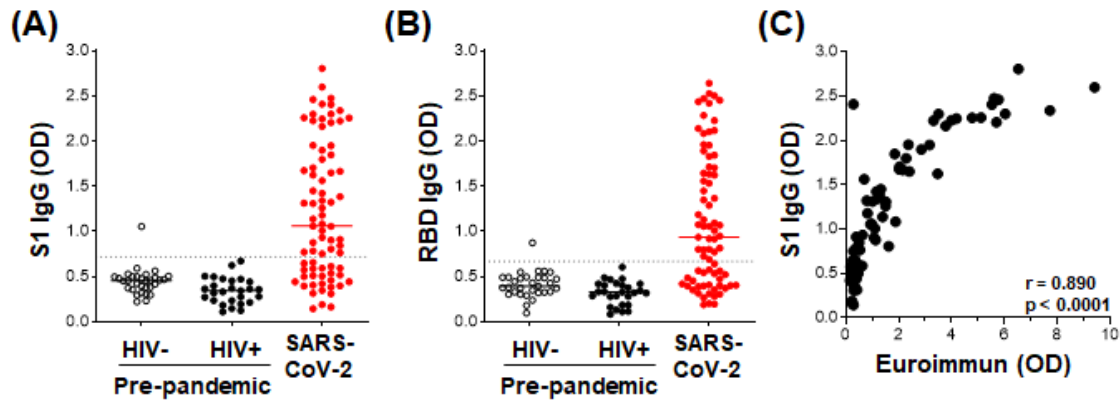 (A)
S1 IgG (OD)
3.0
2.5
2.0
1.5
1.0
0.5
0.0
HIV- HIV+ SARS-
CoV-2
Pre-pandemic
(B)
RBD IgG (OD)
3.0
2.5
2.0
1.5
1.0
0.5
0.0
HIV- HIV+ SARS-
CoV-2
Pre-pandemic
(C)
S1 IgG (OD)
3.0
2.5
2.0
1.5
1.0
0.5
0.0
r = 0.890
p < 0.0001
0 2 4 6 8 10
Euroimmun (OD)